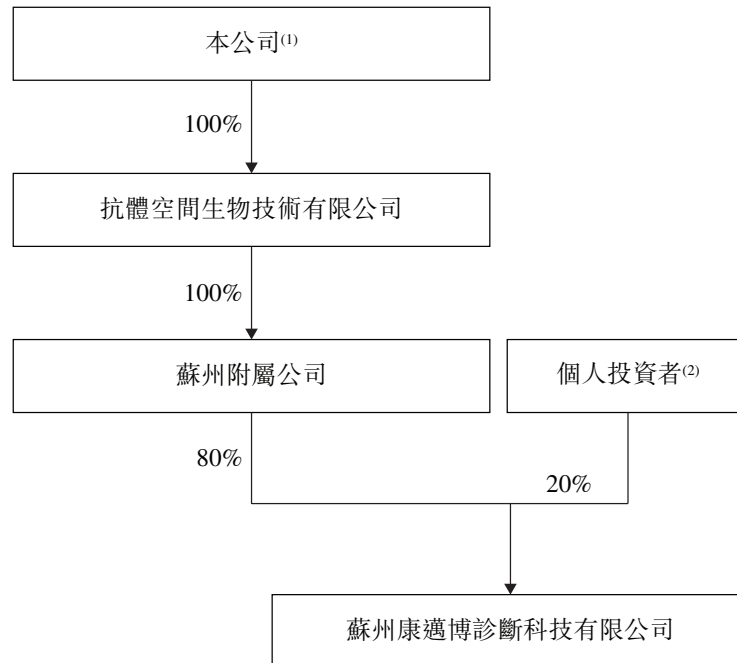 本公司(1)
100%
抗體空間生物技術有限公司
100%
蘇州附屬公司
個人投資者(2)
80%
20%
蘇州康邁博診斷科技有限公司